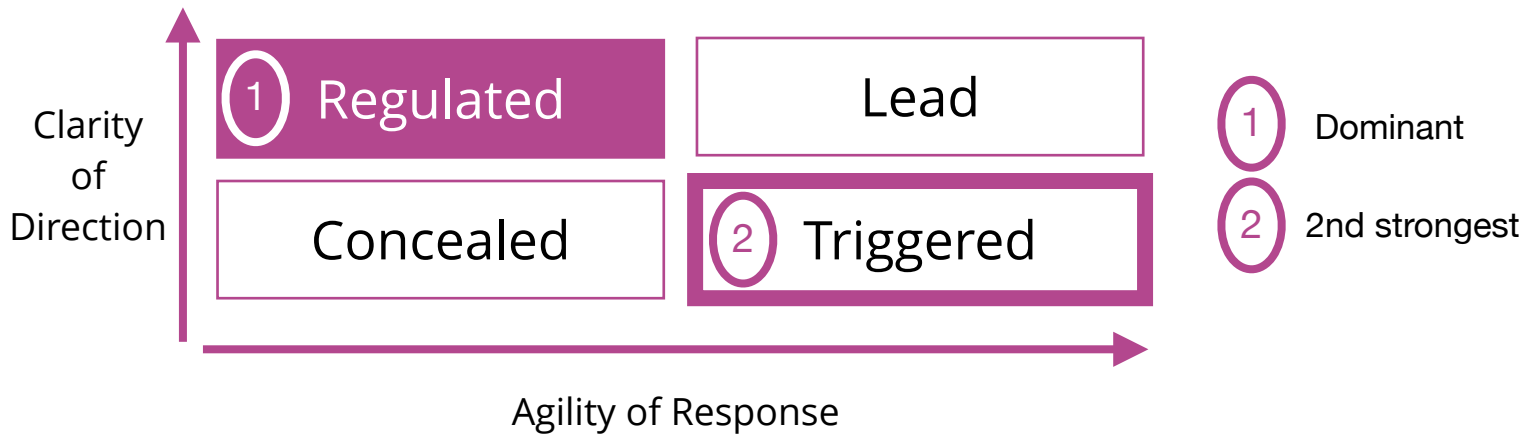 Clarity
of
Direction
1 Regulated
Lead
Concealed
2 Triggered
Agility of Response
1 Dominant
2 2nd strongest